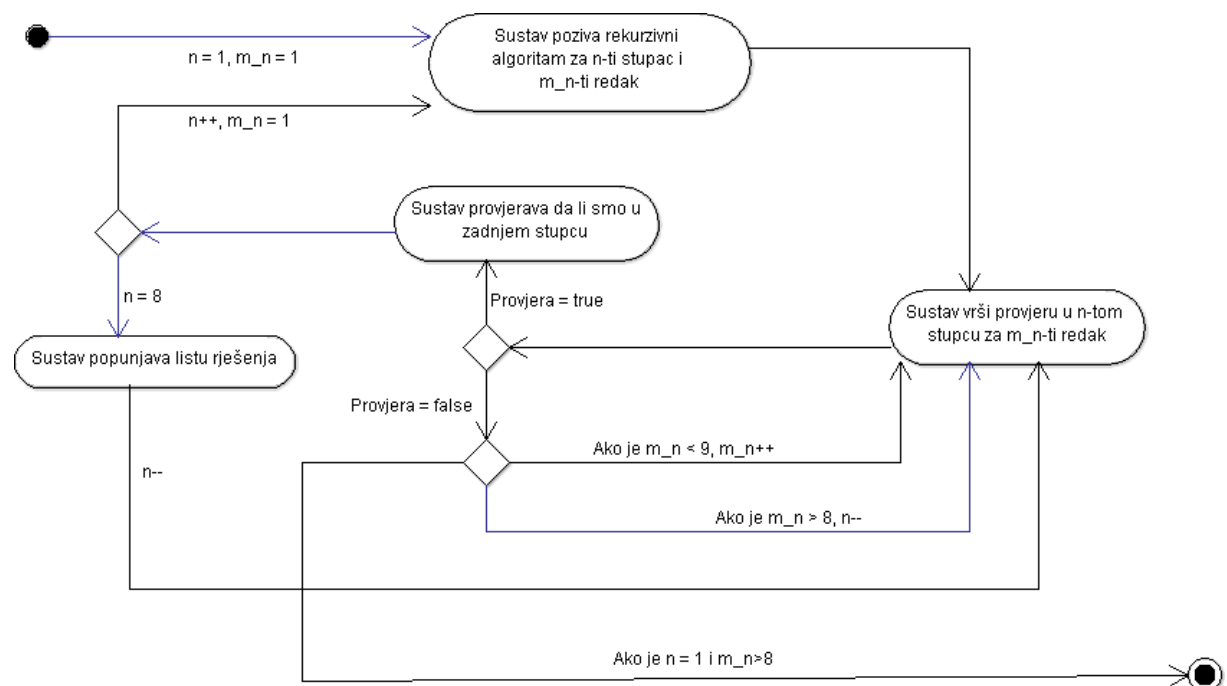 Sustav poziva rekurzivni
algoritam za n-ti stupac i
m_n-ti redak
n = 1, m_n = 1
n++, m_n = 1
Sustav provjerava da li smo u
zadnjem stupcu
n = 8
Provjera = true
Sustav vrši provjeru u n-tom
stupcu za m_n-ti redak
Sustav popunjava listu rješenja
Provjera = false
Ako je m_n < 9, m_n++
n--
Ako je m_n > 8, n--
Ako je n = 1 i m_n>8